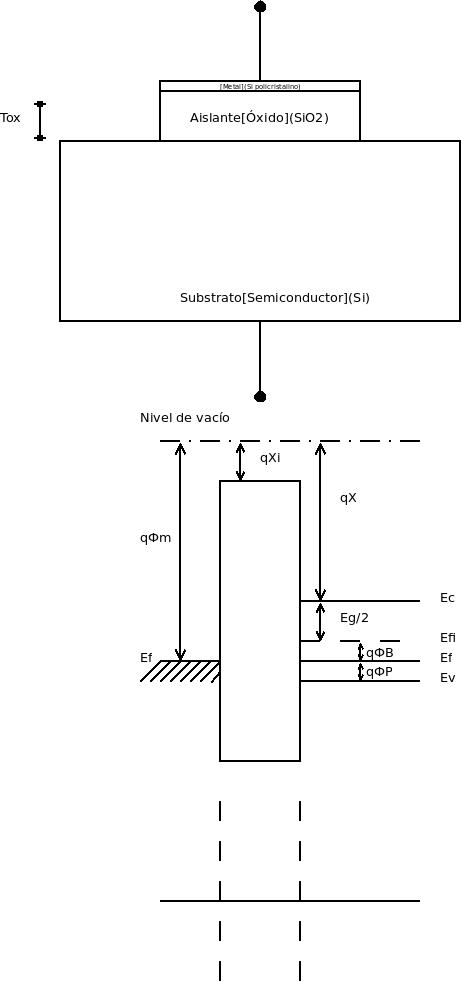 [Metal](Si policristalino)
Tox
Aislante[Óxido](SiO2)
Substrato[Semiconductor](Si)
Nivel de vacío
qXi
qX
qΦm
Ec
Eg/2
Efi
qΦB
Ef
Ef
qΦP
Ev